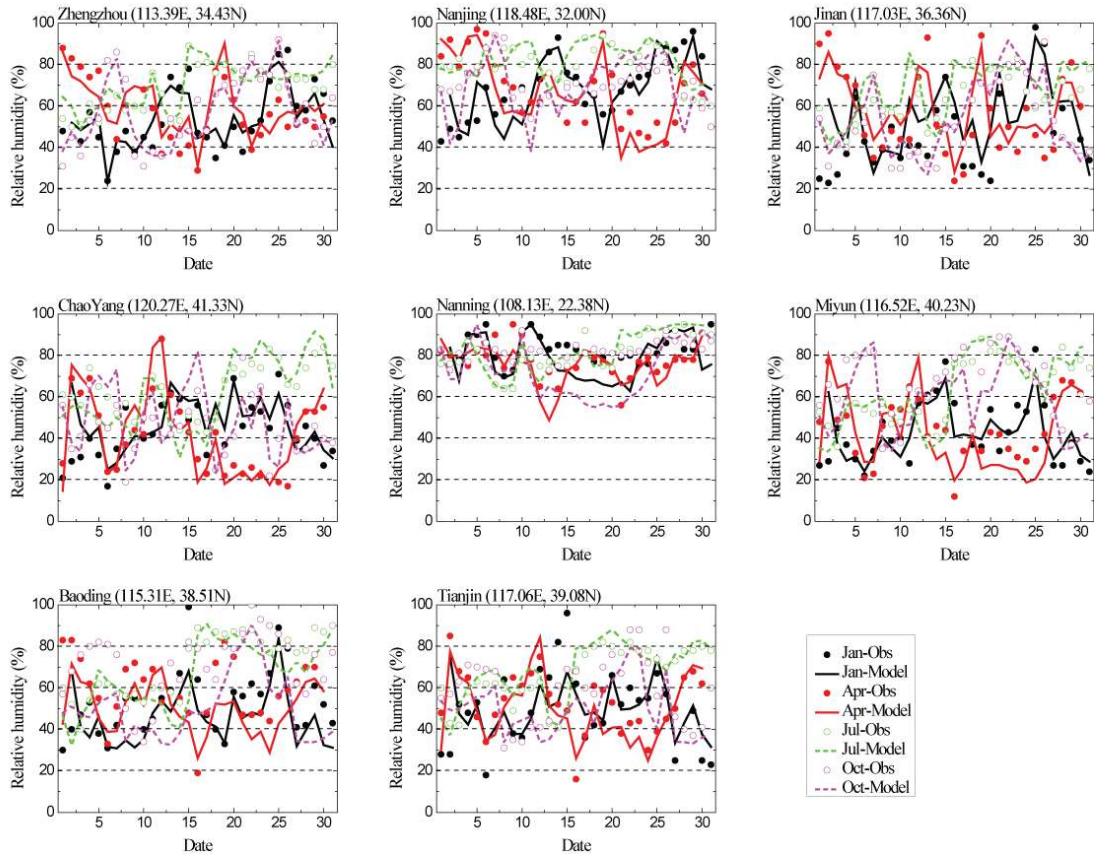 Zhengzhou (113.39E, 34.43N)
Relative humidity (%)
100
80
60
40
20
0
5 10 15 20 25 30
Date
Nanjing (118.48E, 32.00N)
Relative humidity (%)
100
80
60
40
20
0
5 10 15 20 25 30
Date
Jinan (117.03E, 36.36N)
Relative humidity (%)
100
80
60
40
20
0
5 10 15 20 25 30
Date
ChaoYang (120.27E, 41.33N)
Relative humidity (%)
100
80
60
40
20
0
5 10 15 20 25 30
Date
Nanning (108.13E, 22.38N)
Relative humidity (%)
100
80
60
40
20
0
5 10 15 20 25 30
Date
Miyun (116.52E, 40.23N)
Relative humidity (%)
100
80
60
40
20
0
5 10 15 20 25 30
Date
Baoding (115.31E, 38.51N)
Relative humidity (%)
100
80
60
40
20
0
5 10 15 20 25 30
Date
Tianjin (117.06E, 39.08N)
Relative humidity (%)
100
80
60
40
20
0
5 10 15 20 25 30
Date
Jan-Obs
Jan-Model
Apr-Obs
Apr-Model
Jul-Obs
Jul-Model
Oct-Obs
Oct-Model